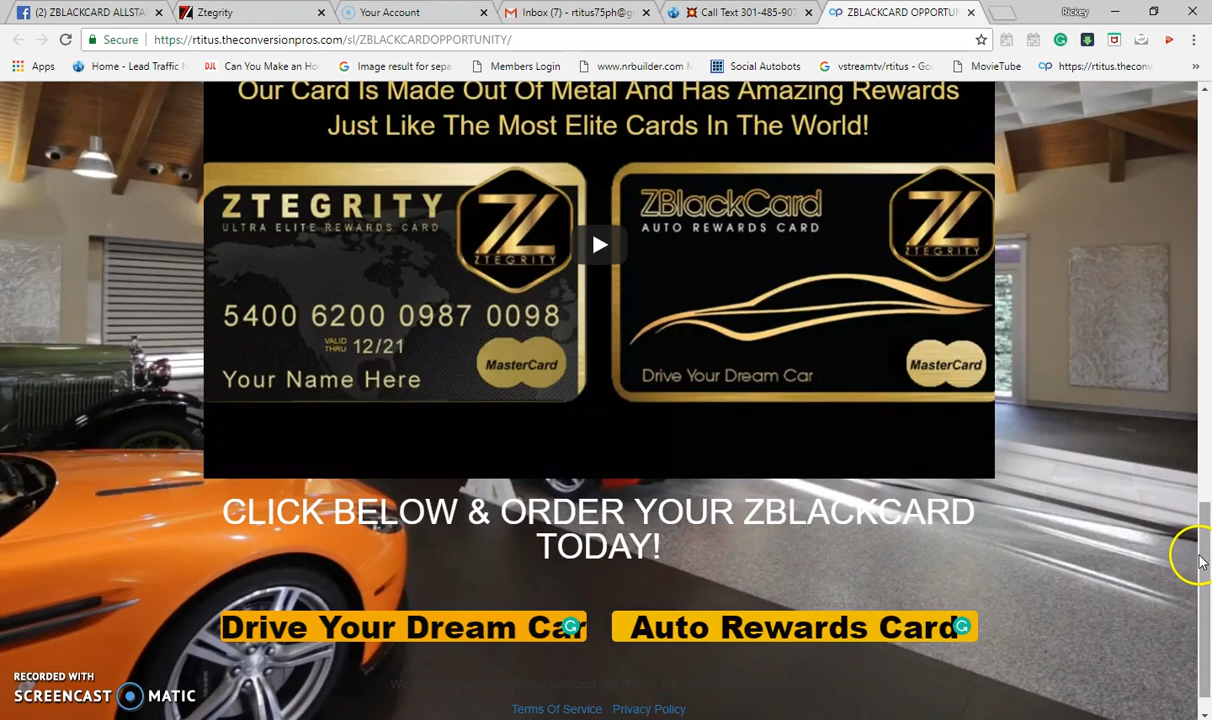 (2) ZBLACKCARD ALLSTA
Ztegrity
Your Account
Inbox (7) - rtitus75ph@g
Call Text 301-485-907
ZBLACKCARD OPPORTU
Rickey
Secure
https://rtitus.theconversionpros.com/sl/ZBLACKCARDOPPORTUNITY/
Apps
Home - Lead Traffic
Can You Make an Ho
Image result for sepa
Members Login
www.nrbuilder.com
Social Autobots
vstreamtv/rtitus - Go
MovieTube
https://rtitus.theconv
Our Card Is Made Out Of Metal And Has Amazing Rewards
Just Like The Most Elite Cards In The World!
ZTEGRITY
ULTRA ELITE REWARDS CARD
ZTEGRITY
5400 6200 0987 0098
VALID THRU 12/21
Your Name Here
MasterCard
ZBlackCard
AUTO REWARDS CARD
ZTEGRITY
Drive Your Dream Car
MasterCard
CLICK BELOW & ORDER YOUR ZBLACKCARD
TODAY!
Drive Your Dream Car
Auto Rewards Card
Terms Of Service
Privacy Policy
RECORDED WITH
SCREENCAST MATIC